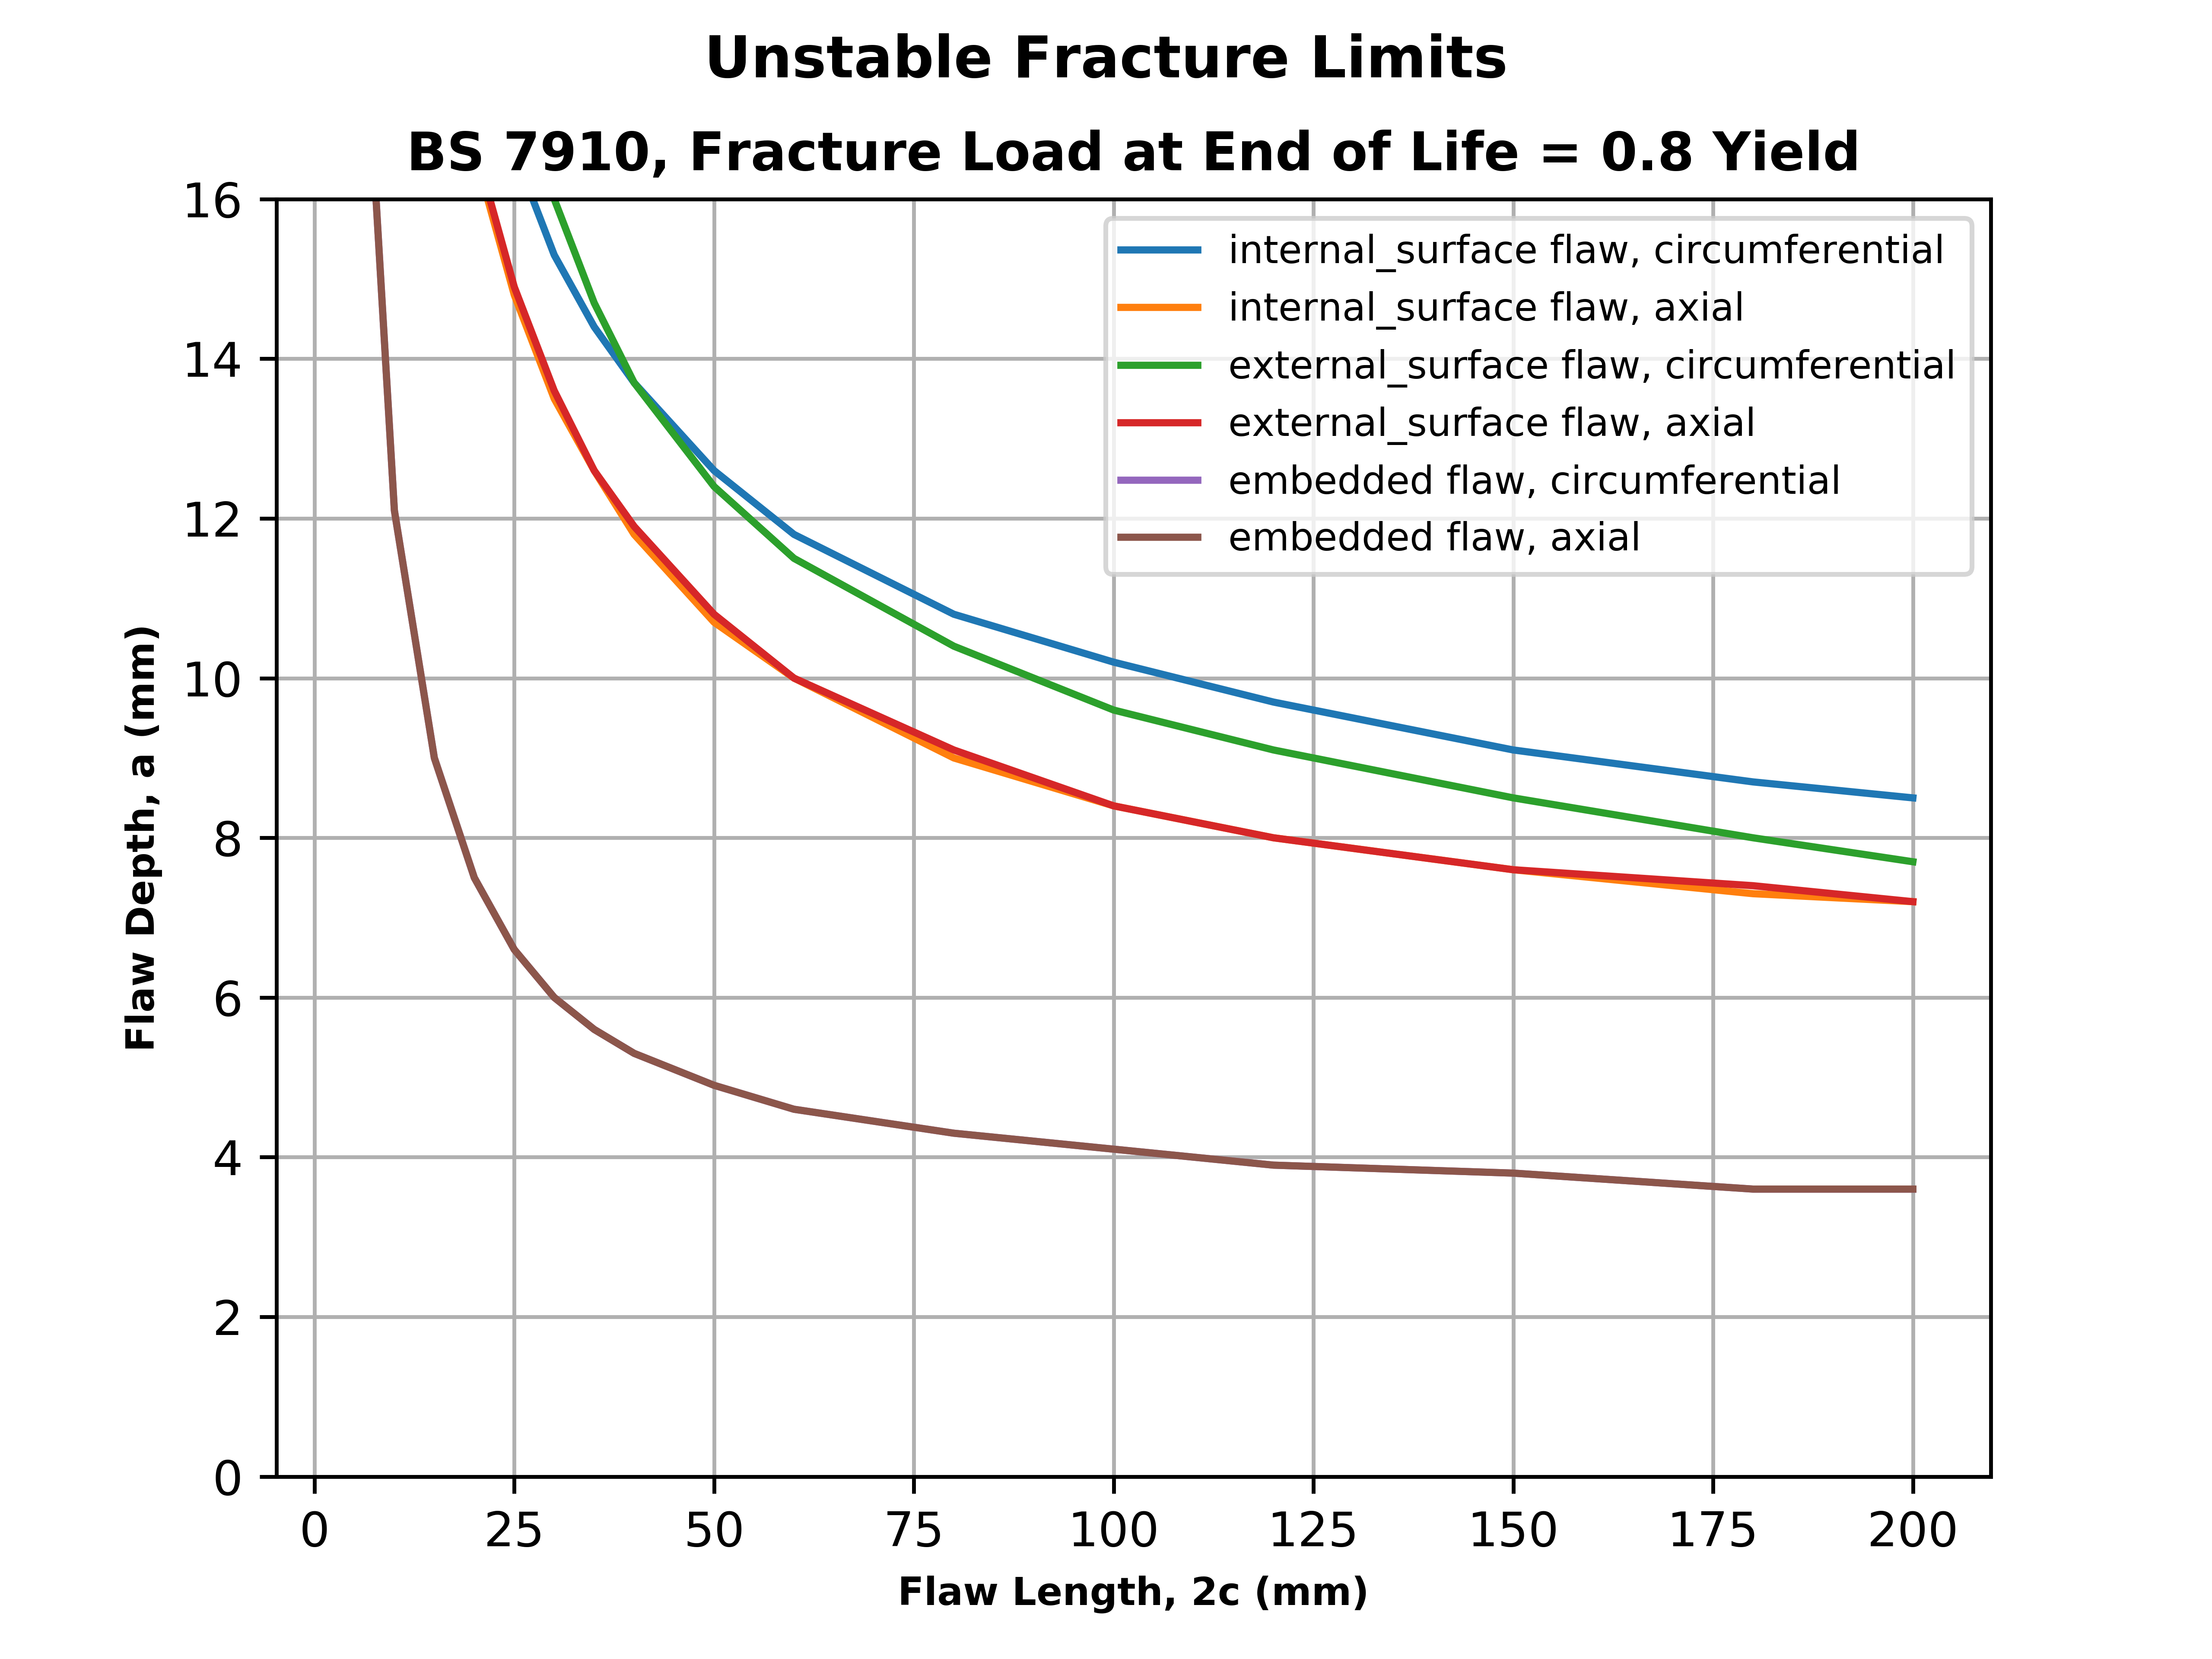 Unstable Fracture Limits
BS 7910, Fracture Load at End of Life = 0.8 Yield
16
14
12
10
8
6
4
2
0
Flaw Depth, a (mm)
internal_surface flaw, circumferential
internal_surface flaw, axial
external_surface flaw, circumferential
external_surface flaw, axial
embedded flaw, circumferential
embedded flaw, axial
0 25 50 75 100 125 150 175 200
Flaw Length, 2c (mm)